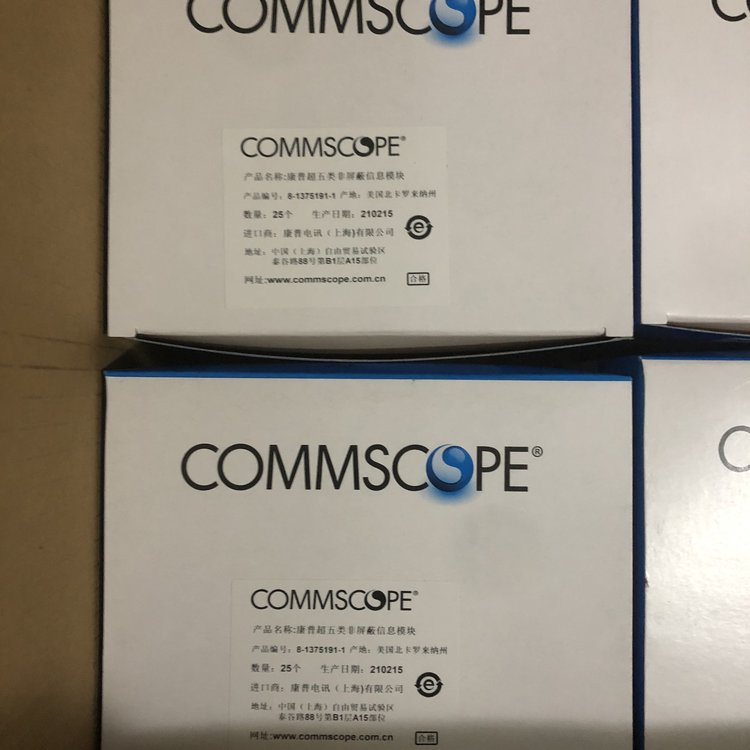 COMMSCOPE
COMMSCOPE®
产品名称:康普超五类非屏蔽信息模块
产品编号: 8-1375191-1 产地: 美国北卡罗来纳州
数量: 25个 生产日期: 210215
进口商: 康普电讯(上海)有限公司
e
地址: 中国(上海)自由贸易试验区
泰谷路88号第B1层A15部位
网址:www.commscope.com.cn 合格
COMMSCOPE®
COMMSCOPE®
产品名称:康普超五类非屏蔽信息模块
产品编号: 8-1375191-1 产地: 美国北卡罗来纳州
数量: 25个 生产日期: 210215
进口商: 康普电讯(上海)有限公司
e
地址: 中国(上海)自由贸易试验区
泰谷路88号第B1层A15部位
网址:www.commscope.com.cn 合格
C